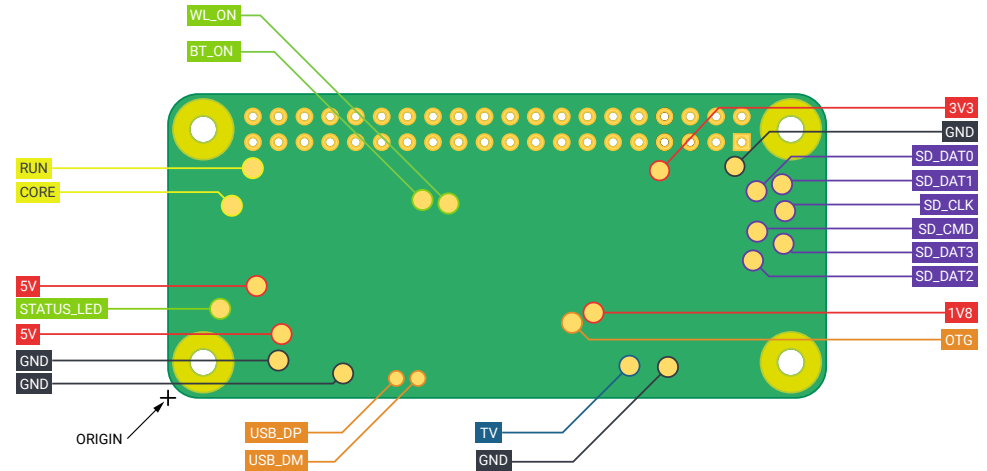 WL_ON
BT_ON
RUN
CORE
5V
STATUS_LED
5V
GND
GND
ORIGIN
USB_DP
USB_DM
TV
GND
3V3
GND
SD_DAT0
SD_DAT1
SD_CLK
SD_CMD
SD_DAT3
SD_DAT2
1V8
OTG